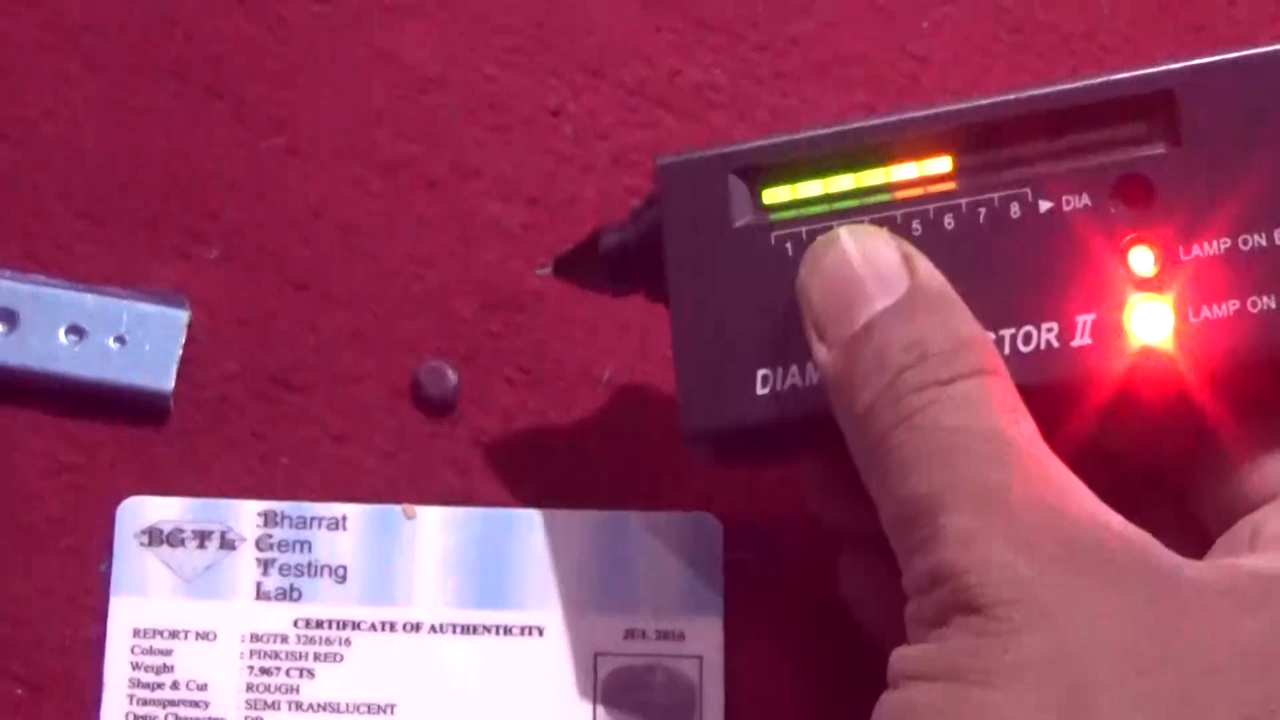 1 5 6 7 8 ▶ DIA
LAMP ON
LAMP ON
DIAM TOR II
BGTL
Bharrat
Gem
Testing
Lab
CERTIFICATE OF AUTHENTICITY
JUL 2016
REPORT NO : BGTR 32616/16
Colour : PINKISH RED
Weight : 7.967 CTS
Shape & Cut : ROUGH
Transparency : SEMI TRANSLUCENT
Optic Character